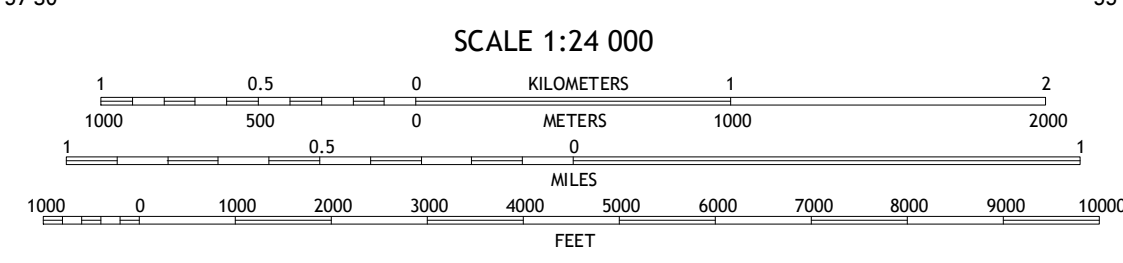 SCALE 1:24 000
1 0.5 0 KILOMETERS 1 2
1000 500 0 METERS 1000 2000
1 0.5 0 1
MILES
1000 0 1000 2000 3000 4000 5000 6000 7000 8000 9000 10000
FEET